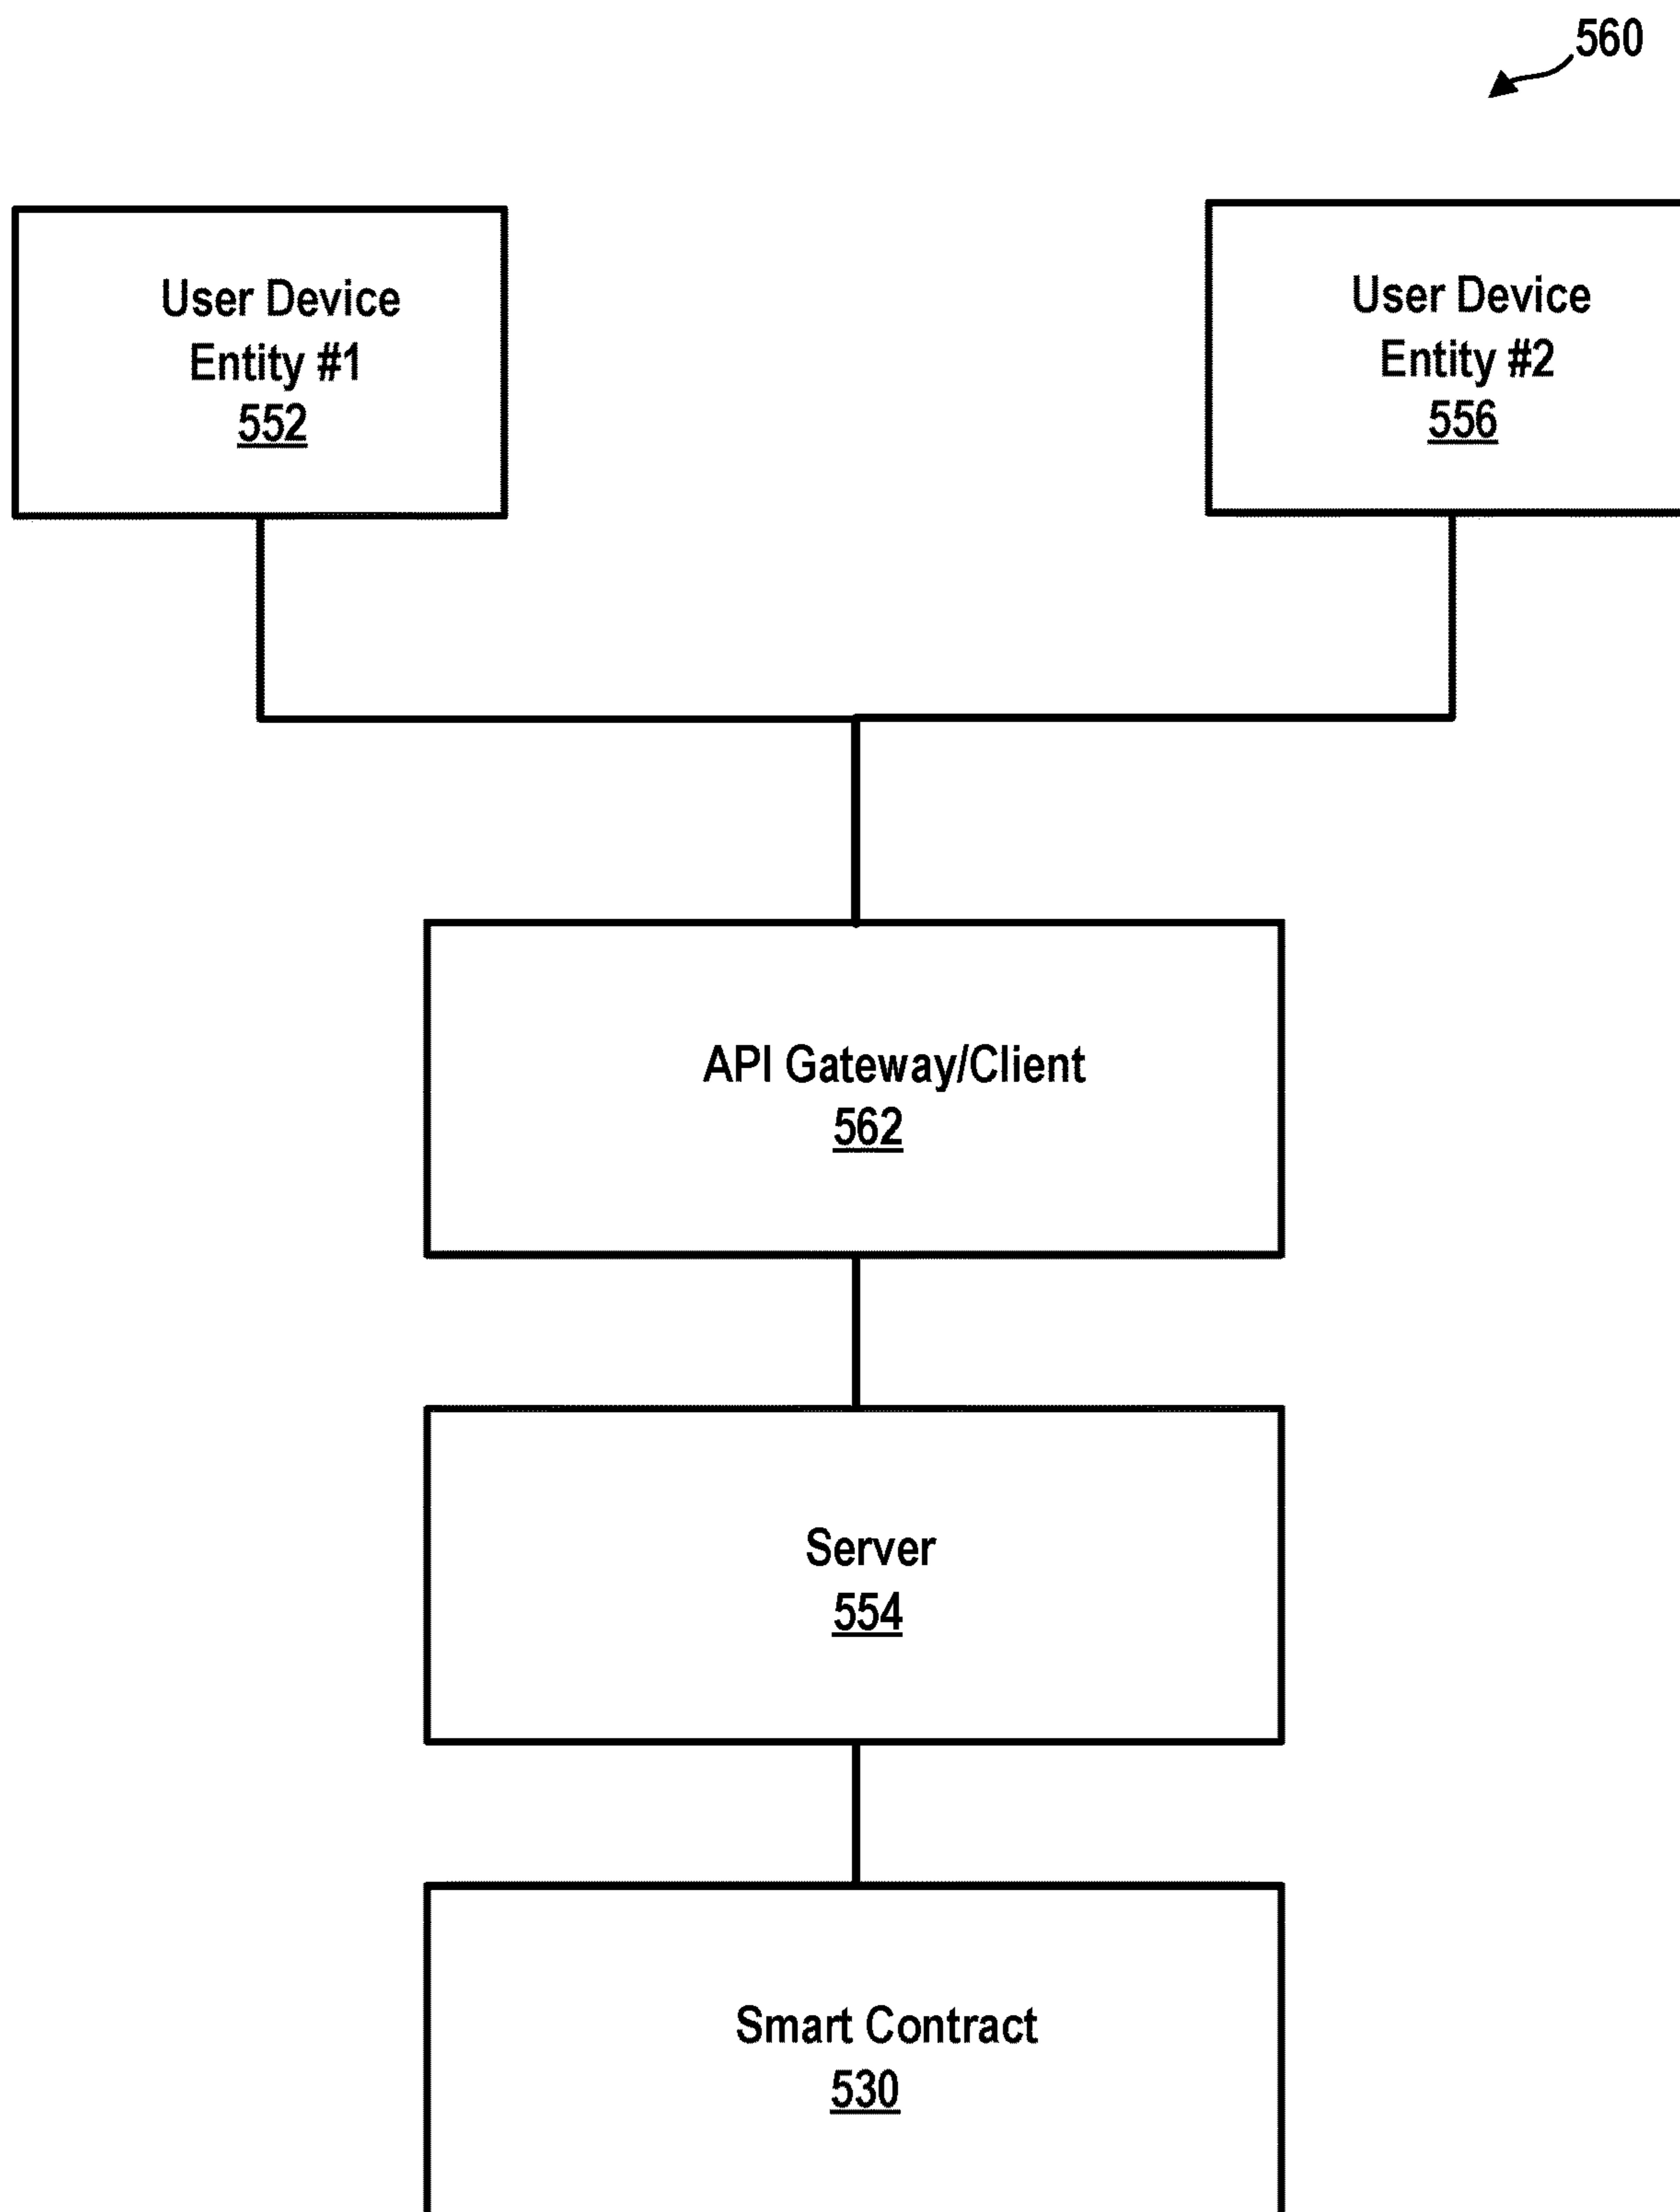 560
User Device
Entity #1
552
User Device
Entity #2
556
API Gateway/Client
562
Server
554
Smart Contract
530